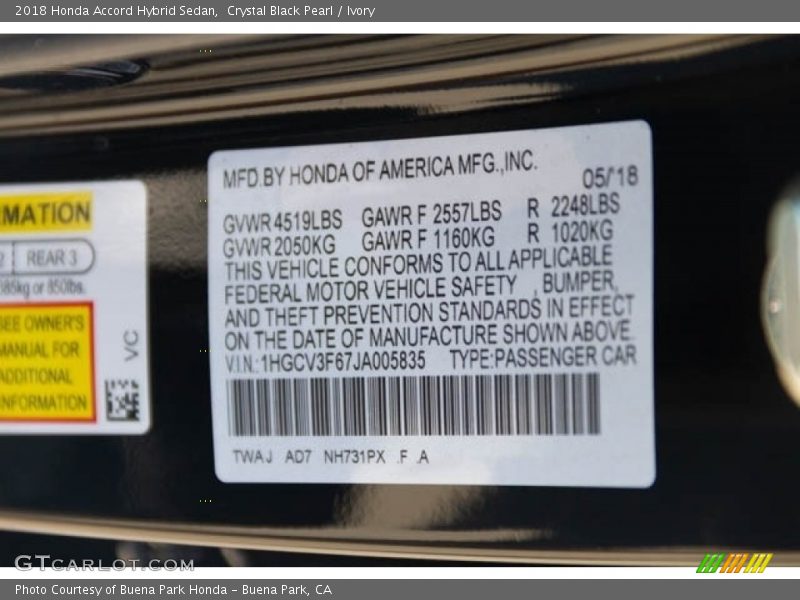 2018 Honda Accord Hybrid Sedan,  Crystal Black Pearl / Ivory
MATION
2 REAR 3
385kg or 850lbs.
SEE OWNER'S
MANUAL FOR
ADDITIONAL
INFORMATION
VC
MFD.BY HONDA OF AMERICA MFG.,INC.
05/18
GVWR 4519LBS GAWR F 2557LBS R 2248LBS
GVWR 2050KG GAWR F 1160KG R 1020KG
THIS VEHICLE CONFORMS TO ALL APPLICABLE
FEDERAL MOTOR VEHICLE SAFETY , BUMPER,
AND THEFT PREVENTION STANDARDS IN EFFECT
ON THE DATE OF MANUFACTURE SHOWN ABOVE.
V.I.N.:1HGCV3F67JA005835 TYPE:PASSENGER CAR
TWAJ AD7 NH731PX .F .A
GTCARLOT.COM
Photo Courtesy of Buena Park Honda – Buena Park, CA